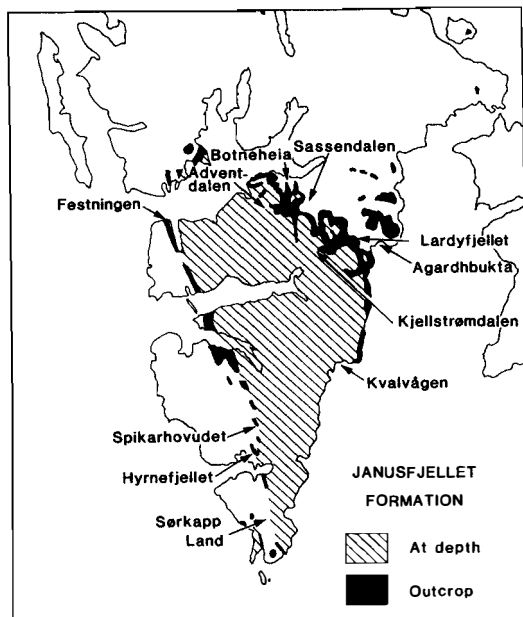 Botneheia
Sassendalen
Advent-
dalen
Festningen
Lardyfjellet
Agardhbukta
Kjellstrømdalen
Kvalvågen
Spikarhovudet
Hyrnefjellet
Sørkapp
Land
JANUSFJELLET
FORMATION
At depth
Outcrop